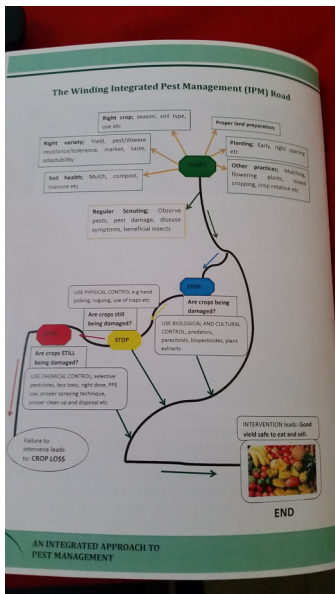 The Winding Integrated Pest Management (IPM) Road
Right crop; season, soil type,
use etc
Proper land preparation;
Right variety; Yield, pest/disease
resistance/tolerance, market, taste,
adaptability
Planting; Early, right spacing
etc
START
Soil health; Mulch, compost,
manure etc
Other practices; Mulching,
flowering plants, mixed
cropping, crop rotation etc
Regular Scouting; Observe
pests, pest damage, disease
symptoms, beneficial insects
STOP
Are crops being
damaged?
USE BIOLOGICAL AND CULTURAL
CONTROL; predators,
parasitoids, biopesticides, plant
extracts
USE PHYSICAL CONTROL e.g hand
picking, roguing, use of traps etc
Are crops still
being damaged?
STOP
STOP
Are crops STILL
being damaged?
USE CHEMICAL CONTROL; selective
pesticides, less toxic, right dose, PPE
use, proper spraying technique,
proper clean up and disposal etc
Failure to
intervene leads
to: CROP LOSS
INTERVENTION leads: Good
yield safe to eat and sell.
END
AN INTEGRATED APPROACH TO
PEST MANAGEMENT